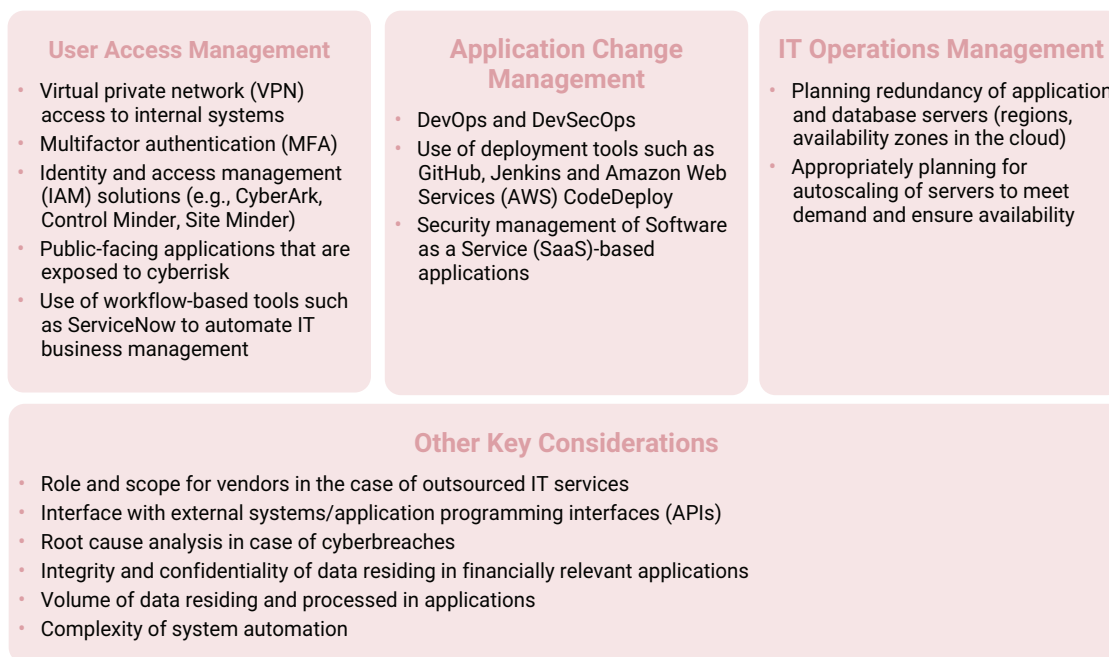 User Access Management
• Virtual private network (VPN)
access to internal systems
• Multifactor authentication (MFA)
• Identity and access management
(IAM) solutions (e.g., CyberArk,
Control Minder, Site Minder)
• Public-facing applications that are
exposed to cyberrisk
• Use of workflow-based tools such
as ServiceNow to automate IT
business management
Application Change
Management
• DevOps and DevSecOps
• Use of deployment tools such as
GitHub, Jenkins and Amazon Web
Services (AWS) CodeDeploy
• Security management of Software
as a Service (SaaS)-based
applications
IT Operations Management
• Planning redundancy of application
and database servers (regions,
availability zones in the cloud)
• Appropriately planning for
autoscaling of servers to meet
demand and ensure availability
Other Key Considerations
• Role and scope for vendors in the case of outsourced IT services
• Interface with external systems/application programming interfaces (APIs)
• Root cause analysis in case of cyberbreaches
• Integrity and confidentiality of data residing in financially relevant applications
• Volume of data residing and processed in applications
• Complexity of system automation